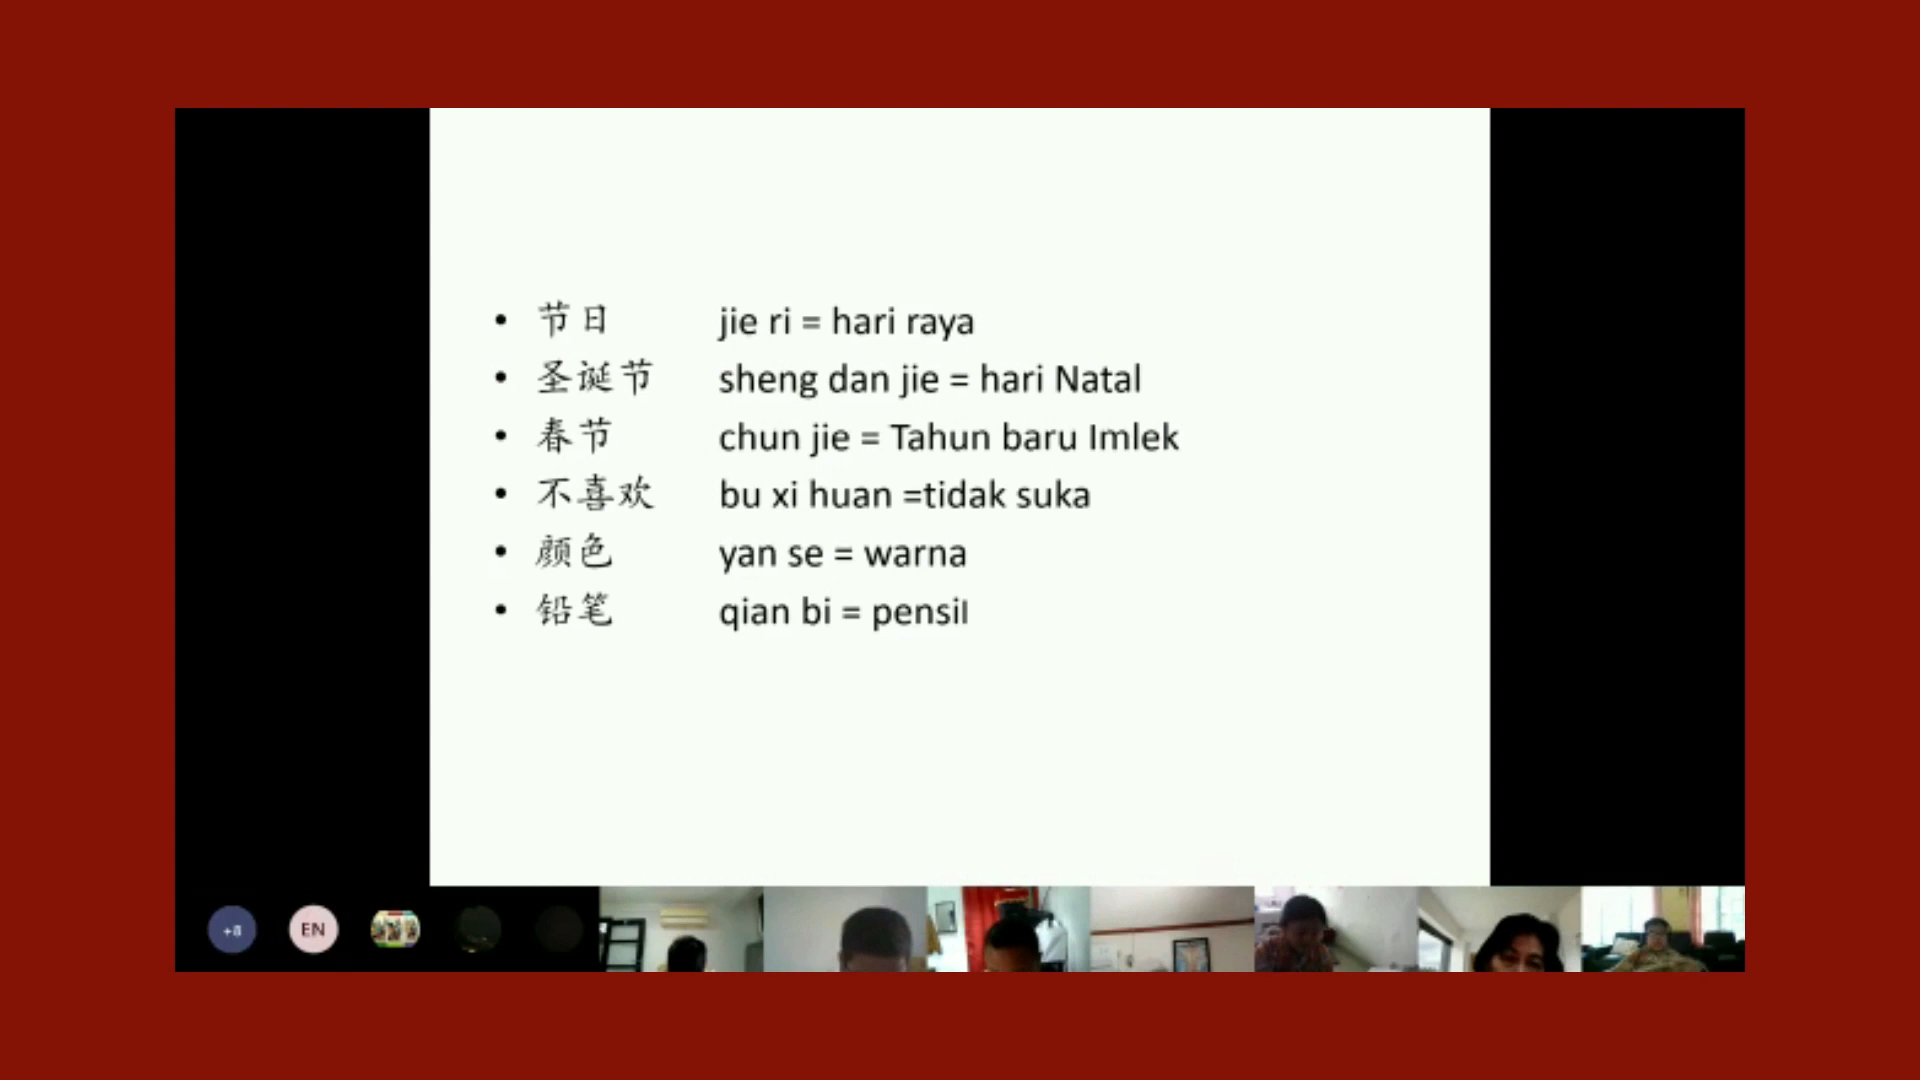 • 节日 jie ri = hari raya
• 圣诞节 sheng dan jie = hari Natal
• 春节 chun jie = Tahun baru Imlek
• 不喜欢 bu xi huan =tidak suka
• 颜色 yan se = warna
• 铅笔 qian bi = pensil
+8 EN